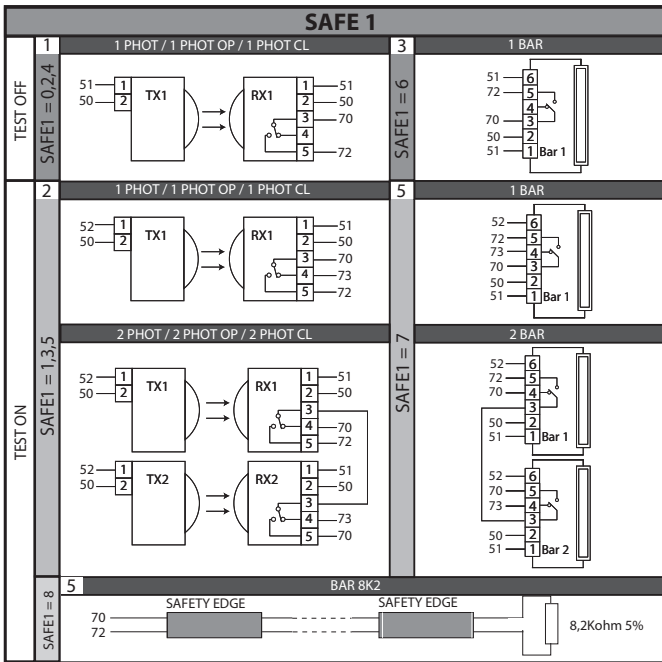 SAFE 1
TEST OFF
SAFE1 = 0,2,4
1
1 PHOT / 1 PHOT OP / 1 PHOT CL
51 1
50 2
TX1
RX1
1 51
2 50
3 70
4
5 72
SAFE1 = 6
3
1 BAR
51 6
72 5
4
70 3
50 2
51 1 Bar 1
TEST ON
SAFE1 = 1,3,5
2
1 PHOT / 1 PHOT OP / 1 PHOT CL
52 1
50 2
TX1
RX1
1 51
2 50
3 70
4 73
5 72
2 PHOT / 2 PHOT OP / 2 PHOT CL
52 1
50 2
TX1
RX1
1 51
2 50
3
4 70
5 72
52 1
50 2
TX2
RX2
1 51
2 50
3
4 73
5 70
SAFE1 = 7
5
1 BAR
52 6
72 5
73 4
70 3
50 2
51 1 Bar 1
2 BAR
52 6
72 5
70 4
3
50 2
51 1 Bar 1
52 6
70 5
73 4
3
50 2
51 1 Bar 2
SAFE1 = 8
5
BAR 8K2
70
72
SAFETY EDGE
SAFETY EDGE
8,2Kohm 5%